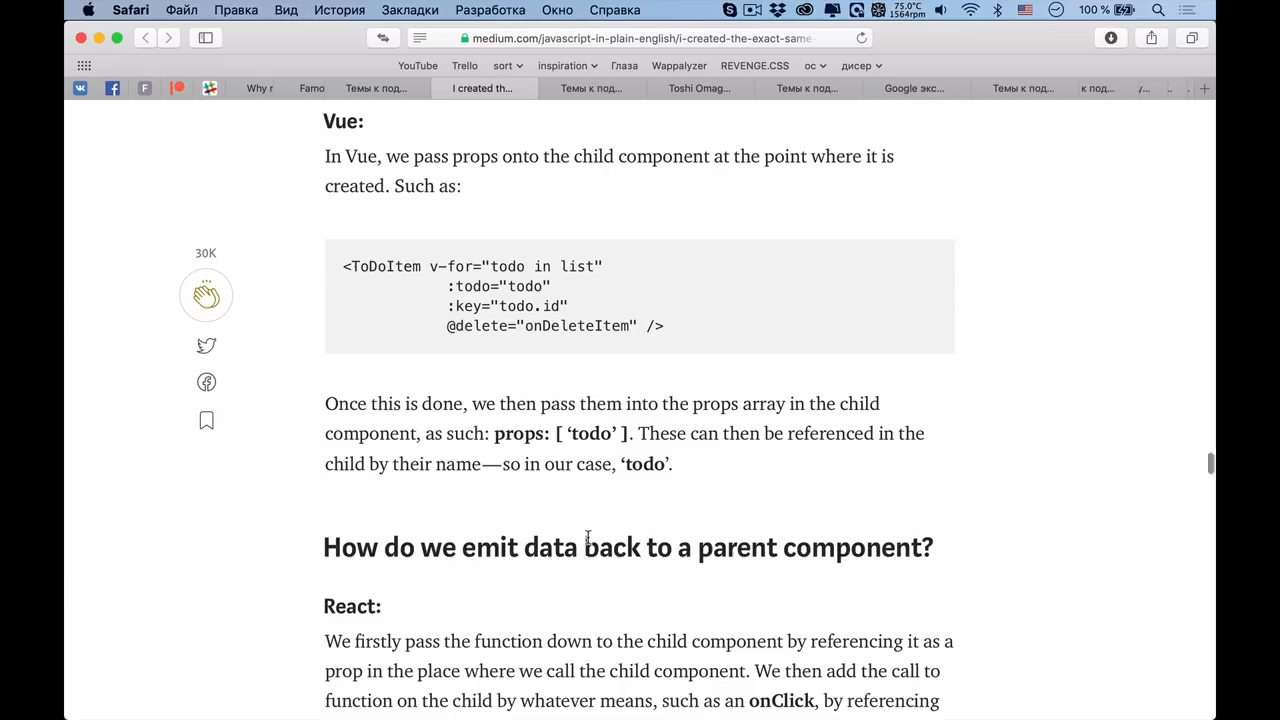 Safari Файл Правка Вид История Закладки Разработка Окно Справка 75.0°C 1564rpm 100 %
medium.com/javascript-in-plain-english/i-created-the-exact-same-
YouTube Trello sort inspiration Глаза Wappalyzer REVENGE.CSS ос дисер
F Why r Famo Темы к под... I created th... Темы к под... Toshi Omag... Темы к под... Google экс... Темы к под... к под...
Vue:
In Vue, we pass props onto the child component at the point where it is
created. Such as:
30K
<ToDoItem v-for="todo in list"
:todo="todo"
:key="todo.id"
@delete="onDeleteItem" />
Once this is done, we then pass them into the props array in the child
component, as such: props: [ ‘todo’ ]. These can then be referenced in the
child by their name — so in our case, ‘todo’.
How do we emit data back to a parent component?
React:
We firstly pass the function down to the child component by referencing it as a
prop in the place where we call the child component. We then add the call to
function on the child by whatever means, such as an onClick, by referencing